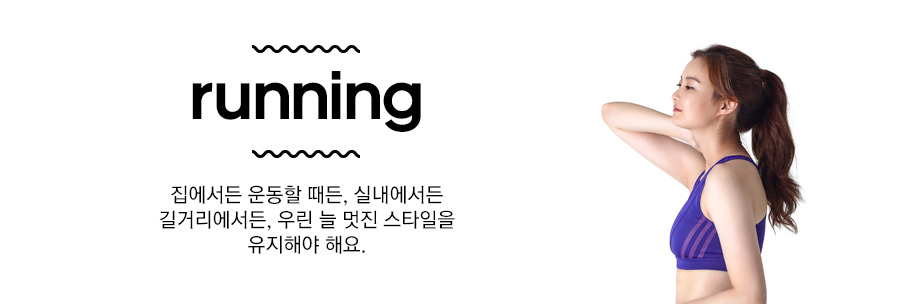 running
집에서든 운동할 때든, 실내에서든
길거리에서든, 우린 늘 멋진 스타일을
유지해야 해요.